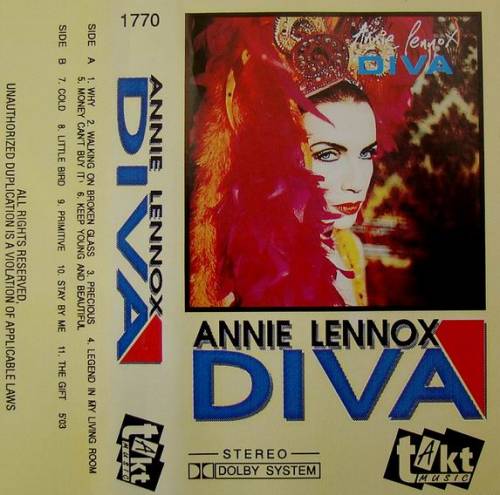 1770
SIDE A 1. WHY 2. WALKING ON BROKEN GLASS 3. PRECIOUS 4. LEGEND IN MY LIVING ROOM
5. MONEY CAN'T BUY IT 6. KEEP YOUNG AND BEAUTIFUL
SIDE B 7. COLD 8. LITTLE BIRD 9. PRIMITIVE 10. STAY BY ME 11. THE GIFT 5'03
ALL RIGHTS RESERVED.
UNAUTHORIZED DUPLICATION IS A VIOLATION OF APPLICABLE LAWS
ANNIE LENNOX
DIVA
takt
MUSIC
Annie Lennox
DIVA
ANNIE LENNOX
DIVA
STEREO
DOLBY SYSTEM
takt
MUSIC